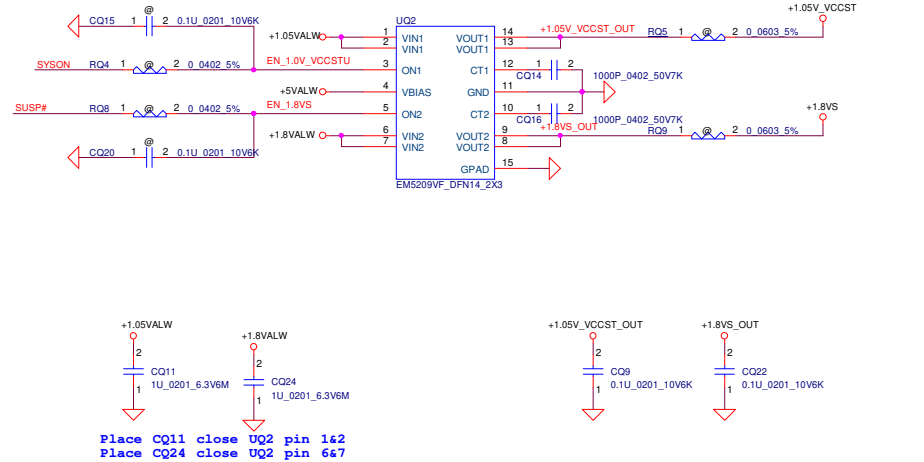 +1.05V_VCCST
@
CQ15 1 2 0.1U_0201_10V6K
UQ2
+1.05VALW 1 VIN1 VOUT1 14 +1.05V_VCCST_OUT RQ5 1 @ 2 0_0603_5%
2 VIN1 VOUT1 13
SYSON RQ4 1 @ 2 0_0402_5% EN_1.0V_VCCSTU 3 ON1 CT1 12 1 2
CQ14 1000P_0402_50V7K
+5VALW 4 VBIAS GND 11
SUSP# RQ8 1 @ 2 0_0402_5% EN_1.8VS 5 ON2 CT2 10 1 2 +1.8VS
CQ16 1000P_0402_50V7K
+1.8VALW 6 VIN2 VOUT2 9 +1.8VS_OUT RQ9 1 @ 2 0_0603_5%
7 VIN2 VOUT2 8
@
CQ20 1 2 0.1U_0201_10V6K
GPAD 15
EM5209VF_DFN14_2X3
+1.05VALW
+1.8VALW
+1.05V_VCCST_OUT
+1.8VS_OUT
2
CQ11
1U_0201_6.3V6M
1
2
CQ24
1U_0201_6.3V6M
1
2
CQ9
0.1U_0201_10V6K
1
2
CQ22
0.1U_0201_10V6K
1
Place CQ11 close UQ2 pin 1&2
Place CQ24 close UQ2 pin 6&7